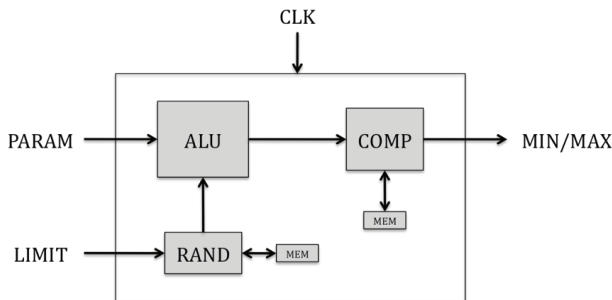 CLK
PARAM ALU COMP MIN/MAX
MEM
LIMIT RAND MEM